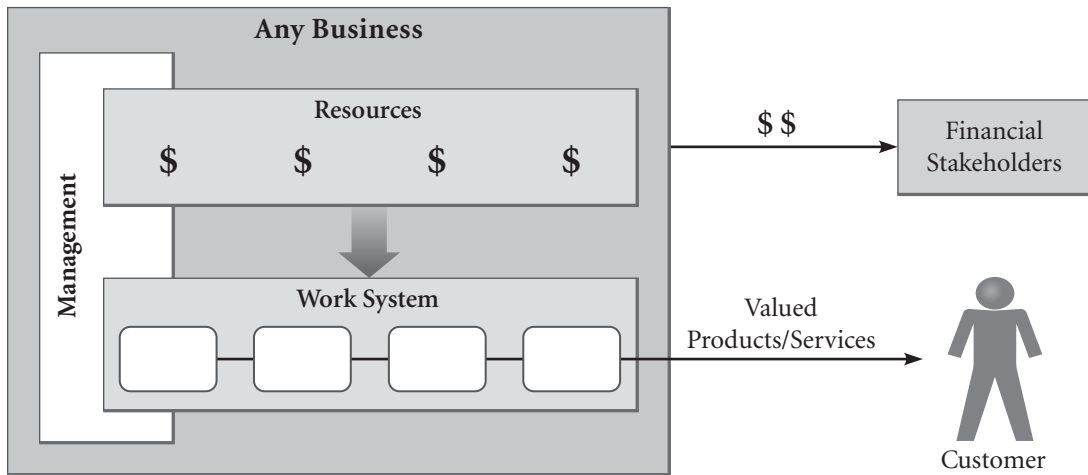 Any Business
Management
Resources
$ $ $ $
Work System
$ $
Financial
Stakeholders
Valued
Products/Services
Customer